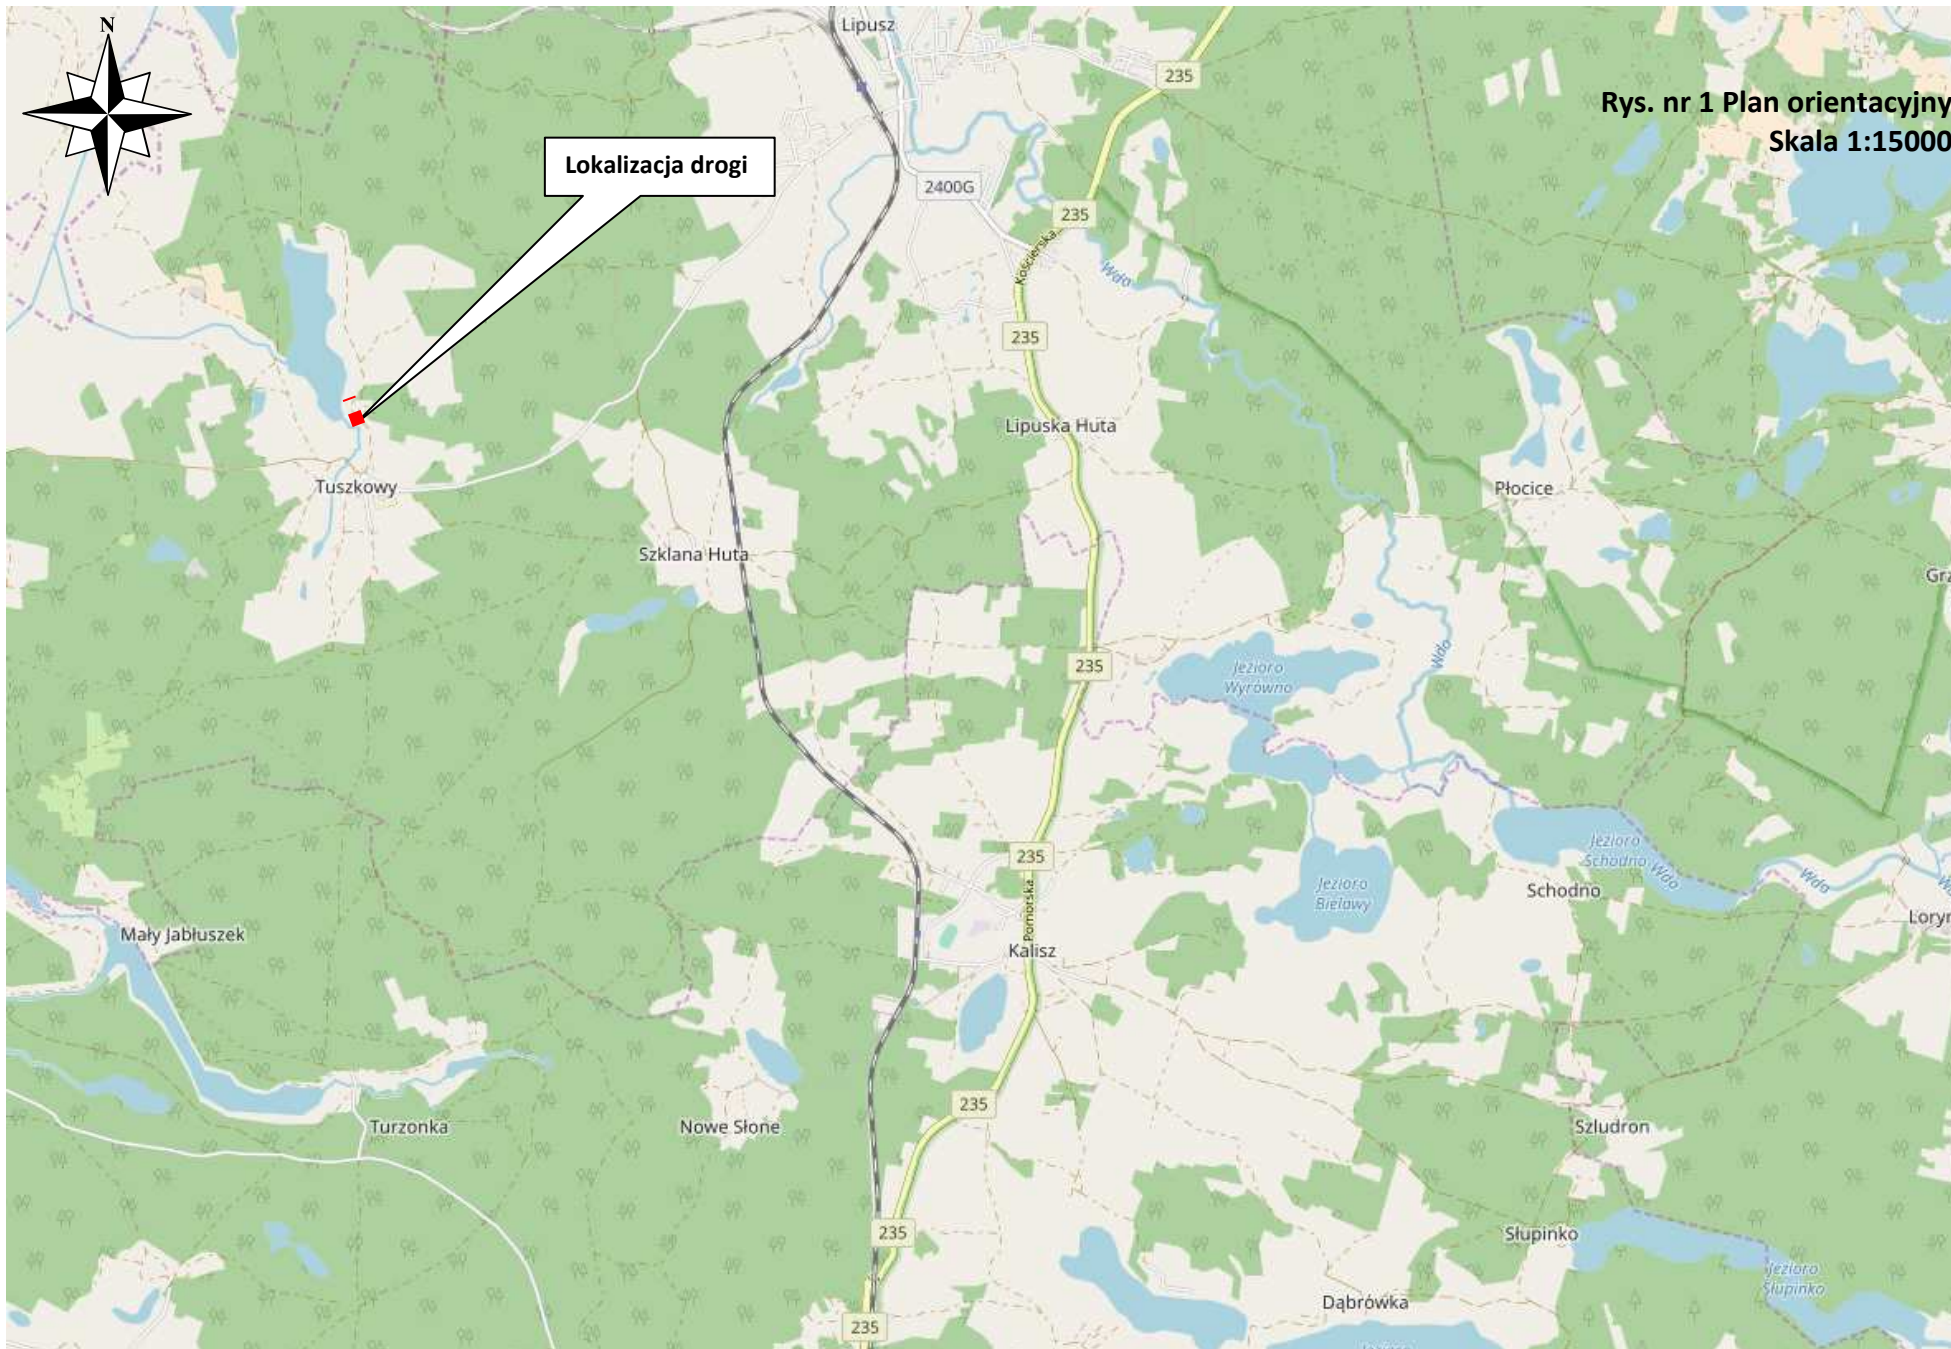 N
Lipusz
235
Rys. nr 1 Plan orientacyjny
Skala 1:15000
Lokalizacja drogi
2400G
235
Kościerska
Wda
235
Lipuska Huta
Tuszkowy
Płocice
Szklana Huta
Grz
Jezioro
Wyrówno
235
Wda
235
Jezioro
Schodno
Wda
Wda
Jezioro
Bielawy
Schodno
Pomorska
Mały Jabłuszek
Loryn
Kalisz
235
Turzonka
Nowe Słone
Szludron
235
Słupinko
Jezioro
Słupinko
Dąbrówka
235